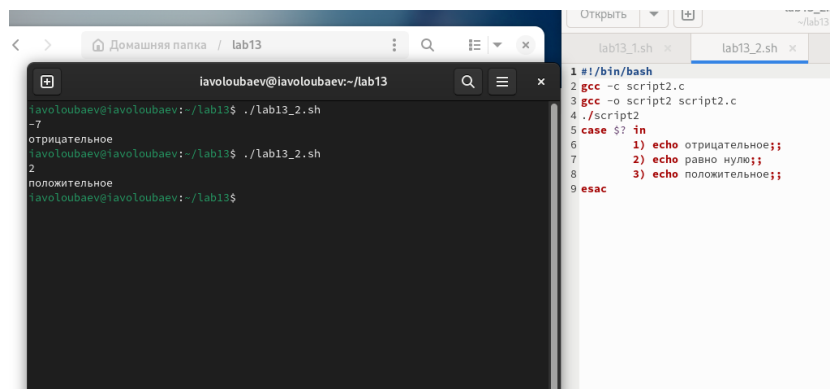 Домашняя папка / lab13
iavoloubaev@iavoloubaev:~/lab13
iavoloubaev@iavoloubaev:~/lab13$ ./lab13_2.sh
-7
отрицательное
iavoloubaev@iavoloubaev:~/lab13$ ./lab13_2.sh
2
положительное
iavoloubaev@iavoloubaev:~/lab13$
Открыть
~/lab13
lab13_1.sh × lab13_2.sh ×
1 #!/bin/bash
2 gcc -c script2.c
3 gcc -o script2 script2.c
4 ./script2
5 case $? in
6 1) echo отрицательное;;
7 2) echo равно нулю;;
8 3) echo положительное;;
9 esac